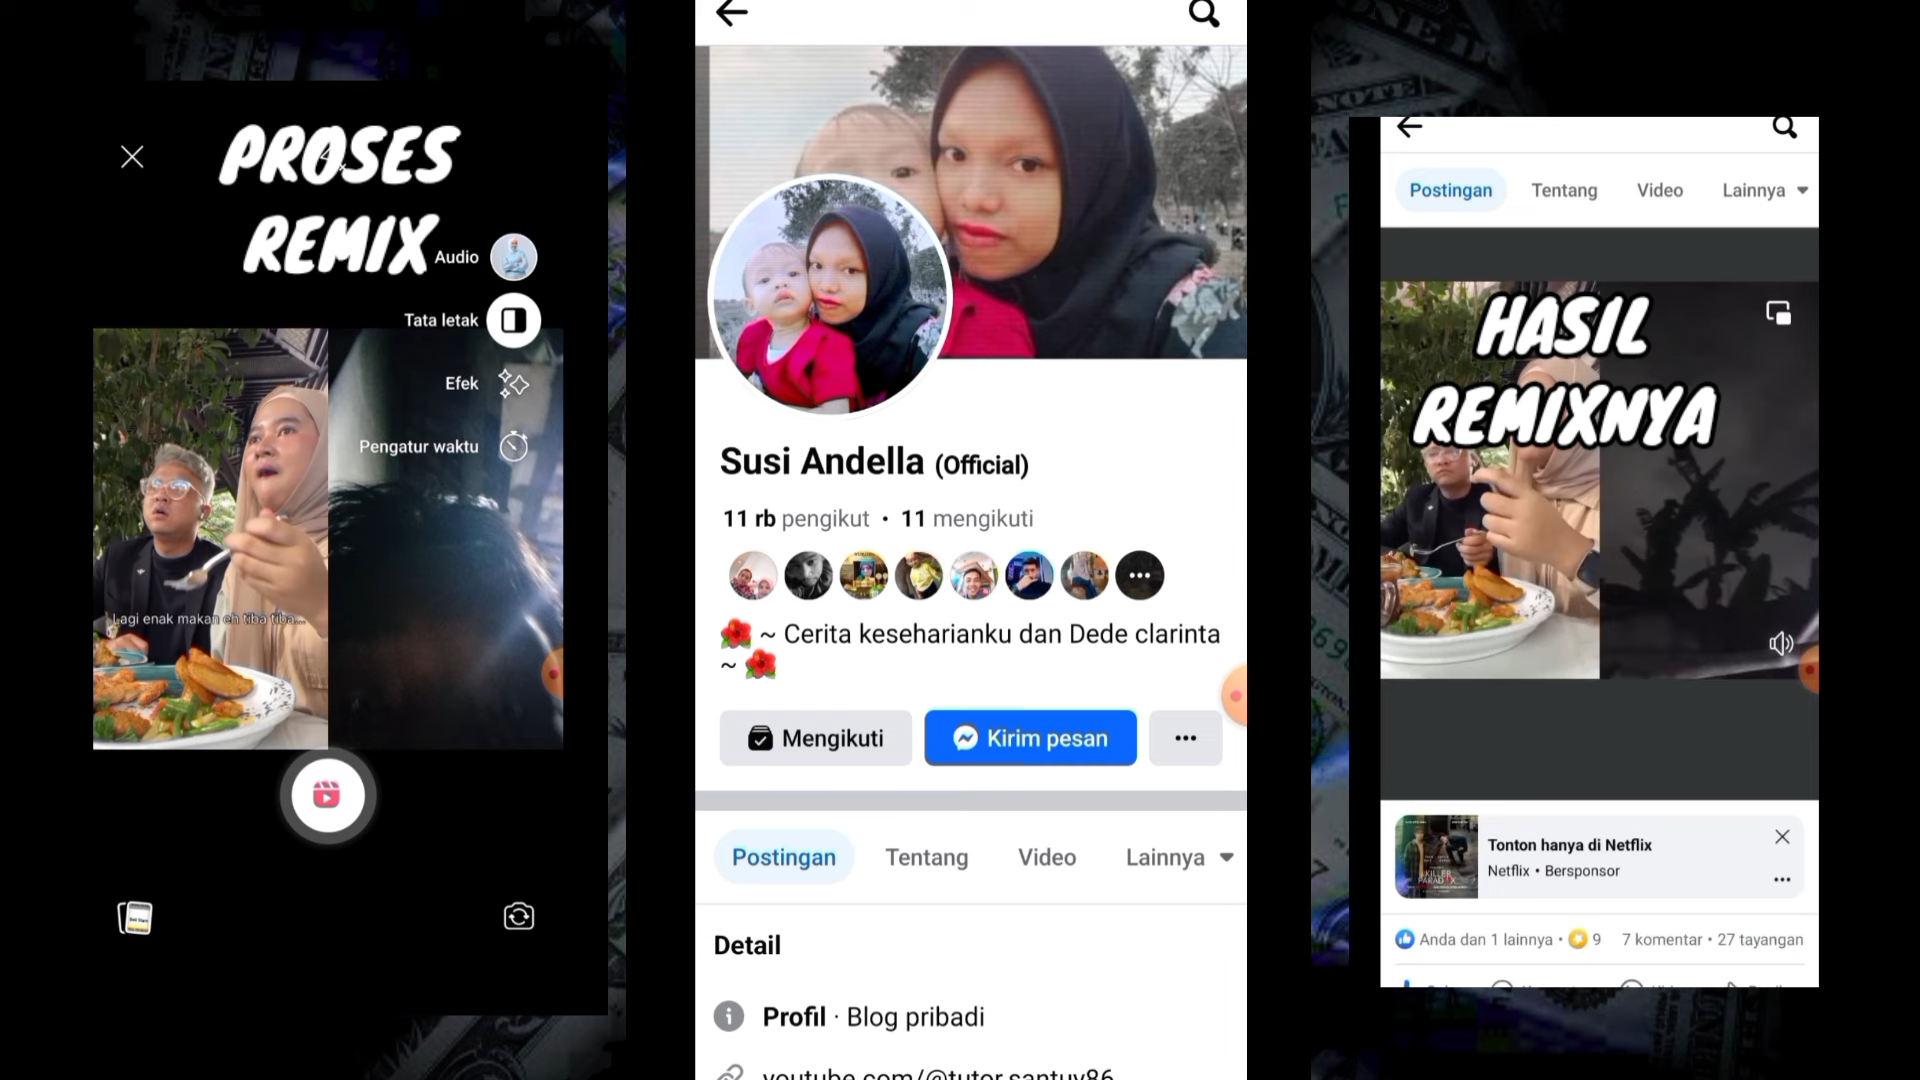 PROSES
REMIX
Audio
Tata letak
Efek
Pengatur waktu
Lagi enak makan eh tiba tiba...
Susi Andella (Official)
11 rb pengikut • 11 mengikuti
~ Cerita keseharianku dan Dede clarinta
~
Mengikuti
Kirim pesan
Postingan
Tentang
Video
Lainnya
Detail
Profil · Blog pribadi
youtube.com/@tutor.santuy86
Postingan
Tentang
Video
Lainnya
HASIL
REMIXNYA
Tonton hanya di Netflix
Netflix • Bersponsor
Anda dan 1 lainnya • 9
7 komentar • 27 tayangan